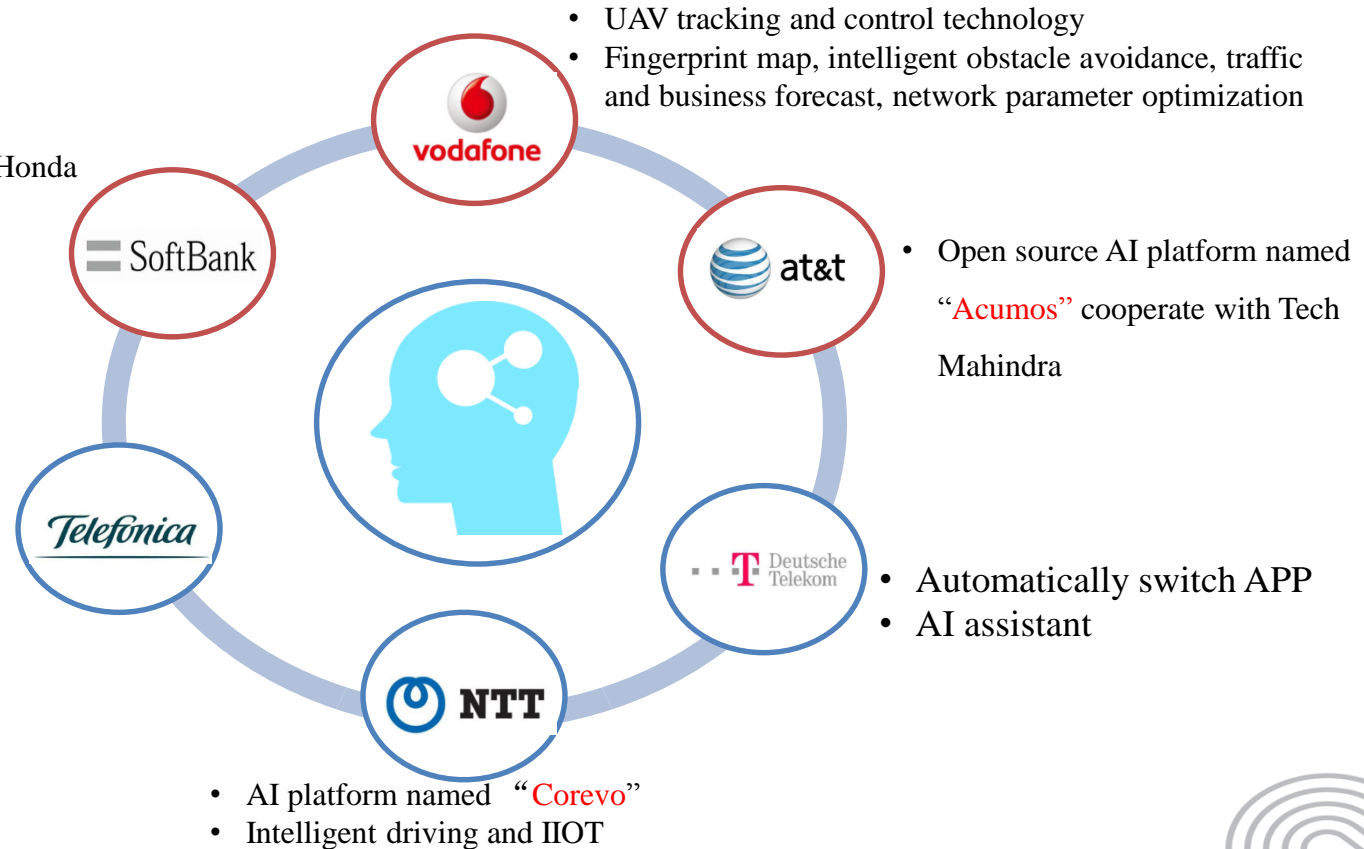 • UAV tracking and control technology
• Fingerprint map, intelligent obstacle avoidance, traffic
and business forecast, network parameter optimization
vodafone
Honda
SoftBank
at&t
• Open source AI platform named
“Acumos” cooperate with Tech
Mahindra
Telefónica
T Deutsche
Telekom
• Automatically switch APP
• AI assistant
NTT
• AI platform named “Corevo”
• Intelligent driving and IIOT